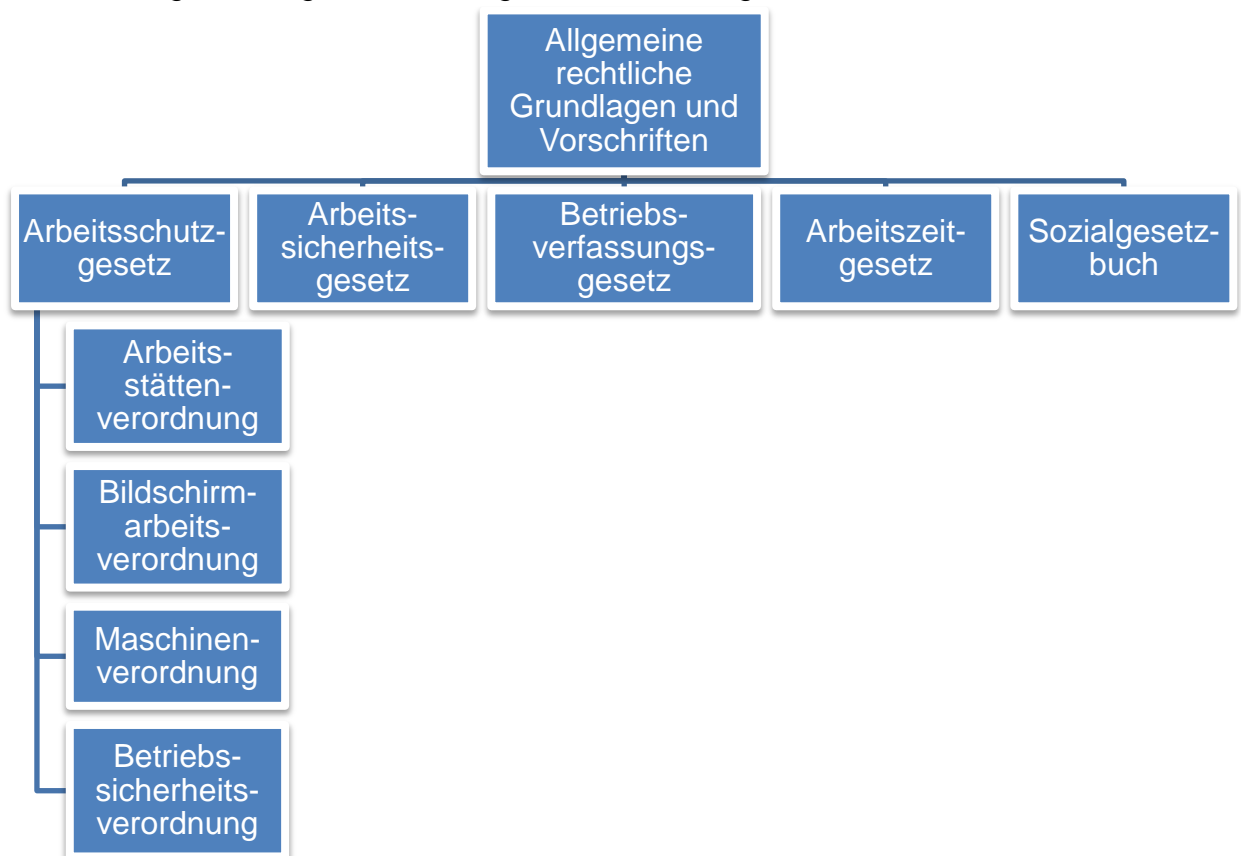 Allgemeine
rechtliche
Grundlagen und
Vorschriften
Arbeitsschutz-
gesetz
Arbeits-
sicherheits-
gesetz
Betriebs-
verfassungs-
gesetz
Arbeitszeit-
gesetz
Sozialgesetz-
buch
Arbeits-
stätten-
verordnung
Bildschirm-
arbeits-
verordnung
Maschinen-
verordnung
Betriebs-
sicherheits-
verordnung